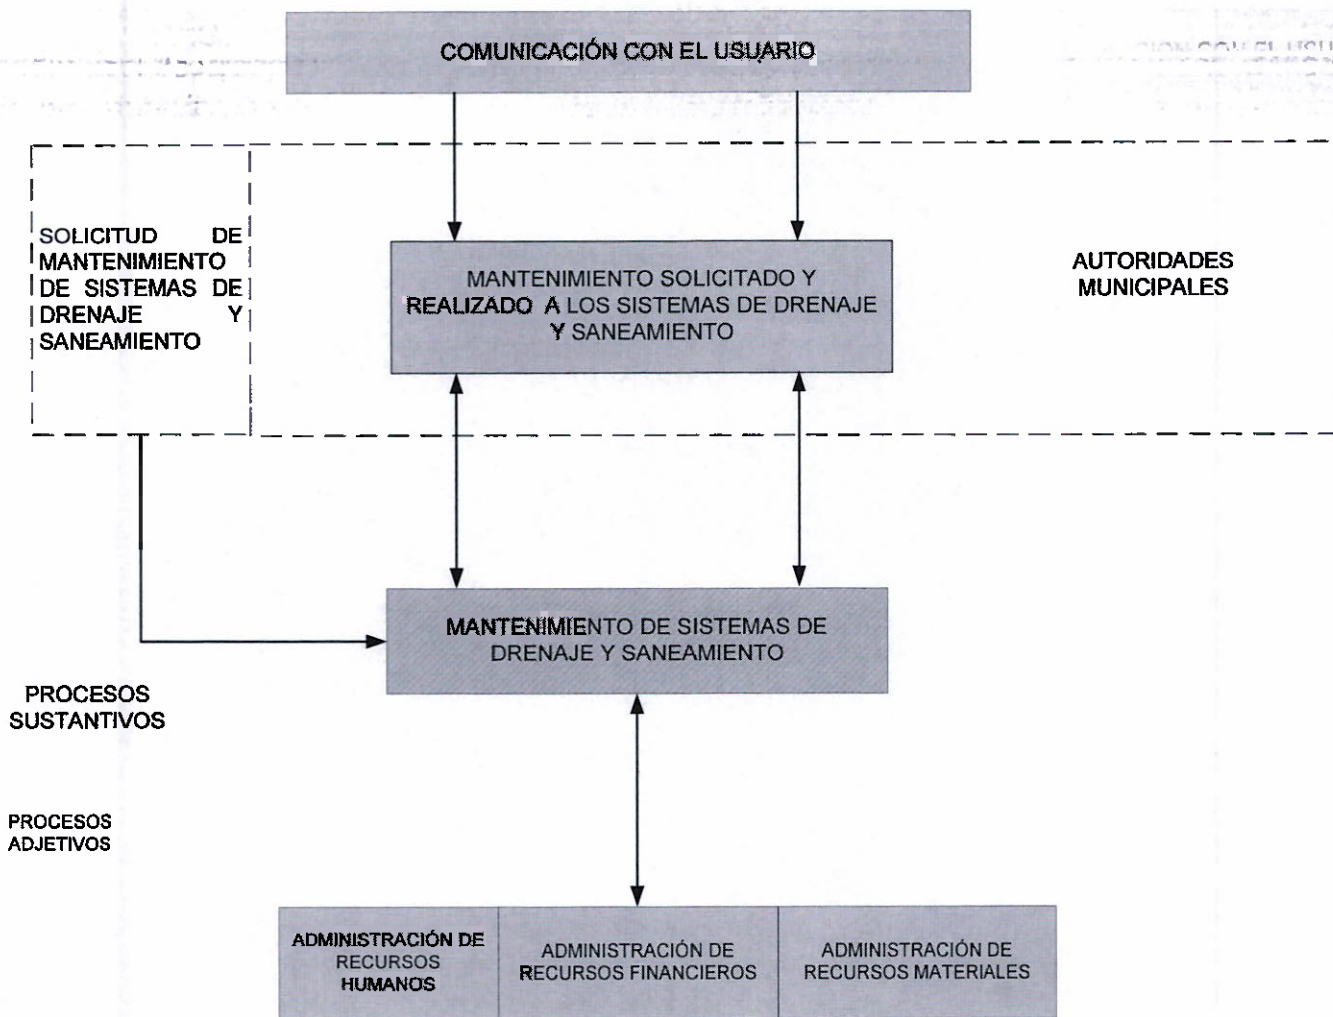 COMUNICACIÓN CON EL USUARIO
SOLICITUD DE
MANTENIMIENTO
DE SISTEMAS DE
DRENAJE Y
SANEAMIENTO
MANTENIMIENTO SOLICITADO Y
REALIZADO A LOS SISTEMAS DE DRENAJE
Y SANEAMIENTO
AUTORIDADES
MUNICIPALES
MANTENIMIENTO DE SISTEMAS DE
DRENAJE Y SANEAMIENTO
PROCESOS
SUSTANTIVOS
PROCESOS
ADJETIVOS
ADMINISTRACIÓN DE
RECURSOS
HUMANOS
ADMINISTRACIÓN DE
RECURSOS FINANCIEROS
ADMINISTRACIÓN DE
RECURSOS MATERIALES